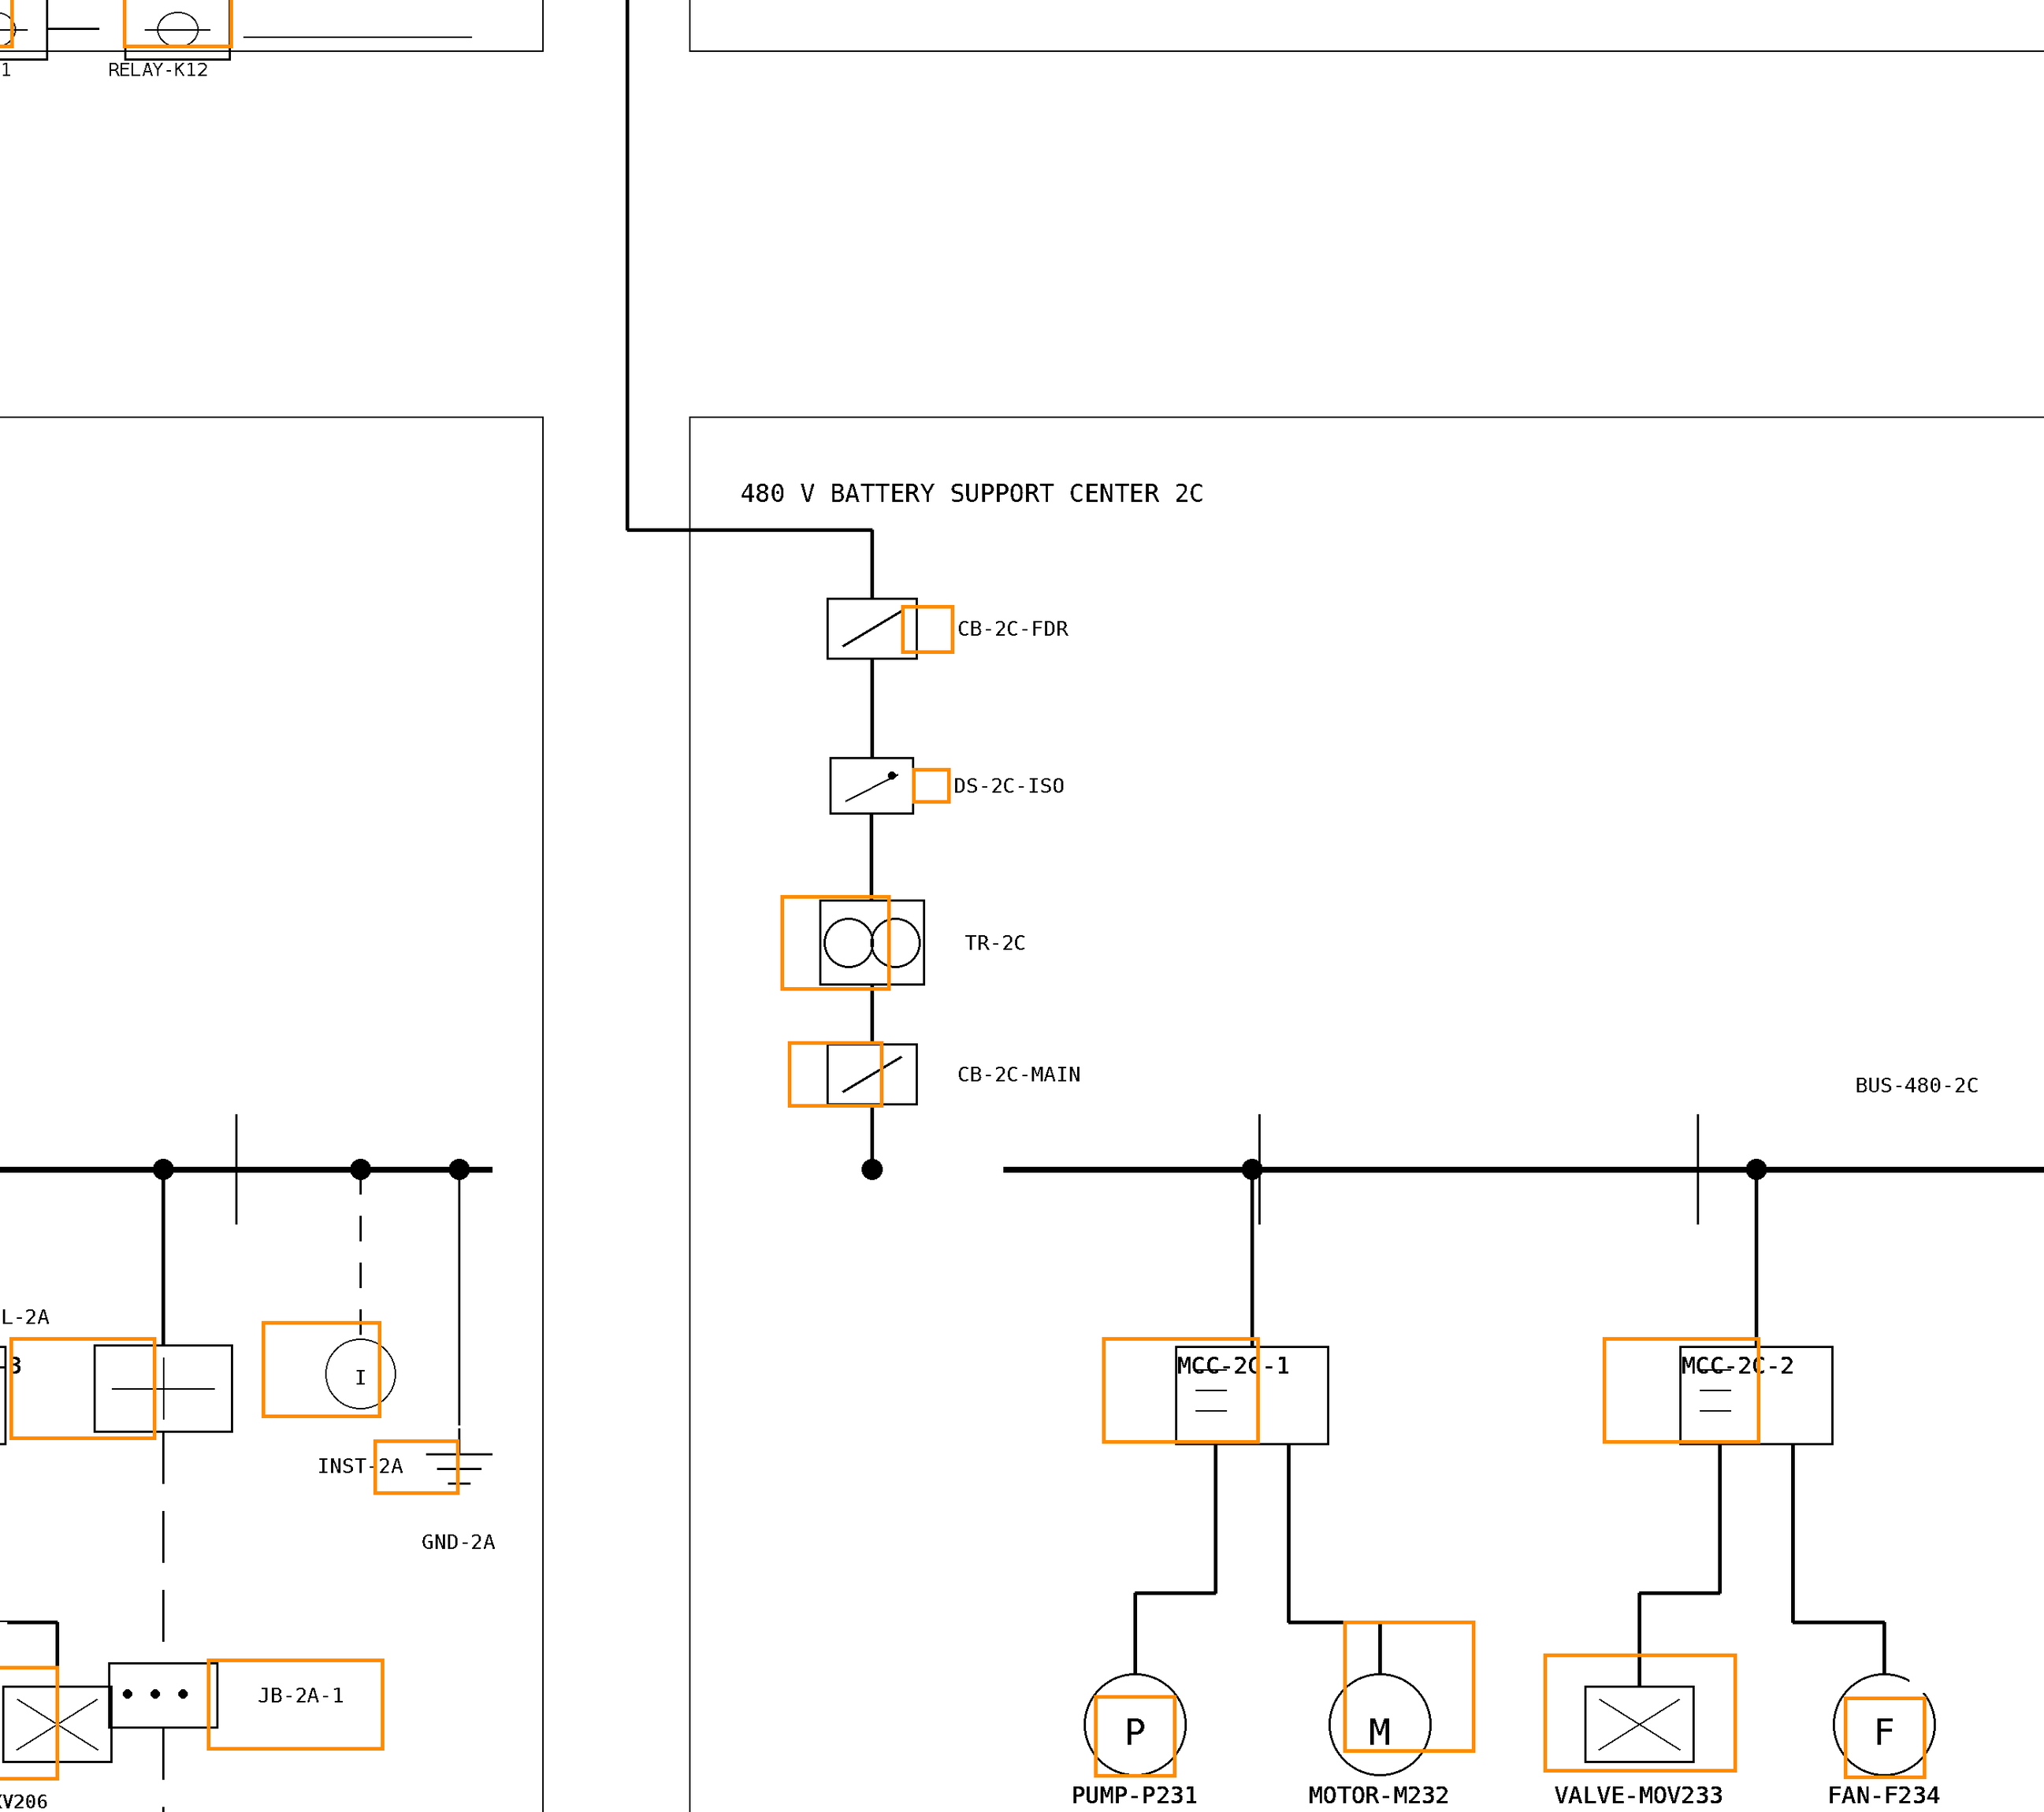 1
RELAY-K12
480 V BATTERY SUPPORT CENTER 2C
CB-2C-FDR
DS-2C-ISO
TR-2C
CB-2C-MAIN
BUS-480-2C
L-2A
3
I
MCC-2C-1
MCC-2C-2
INST-2A
GND-2A
JB-2A-1
P
M
F
V206
PUMP-P231
MOTOR-M232
VALVE-MOV233
FAN-F234